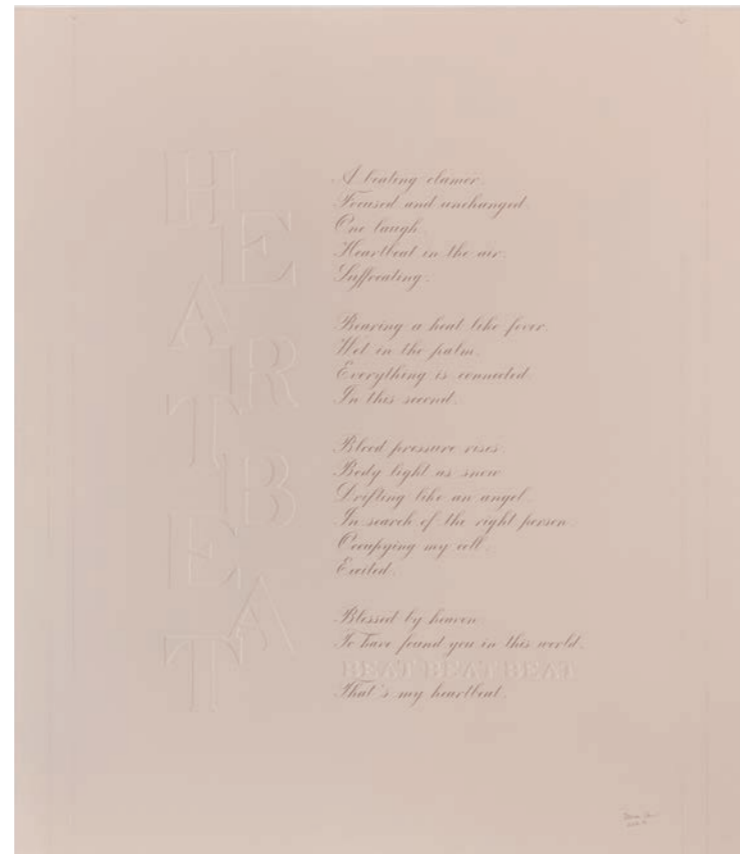 HEARTBEAT
A beating clamor.
Focused and unchanged.
One laugh.
Heartbeat in the air.
Suffocating.
Bearing a heat like fever.
Wet in the palm.
Everything is connected
In this second.
Blood pressure rises.
Body light as snow
Drifting like an angel.
In search of the right person.
Occupying my cell.
Excited.
Blessed by heaven
To have found you in this world.
BEAT BEAT BEAT
That's my heartbeat.